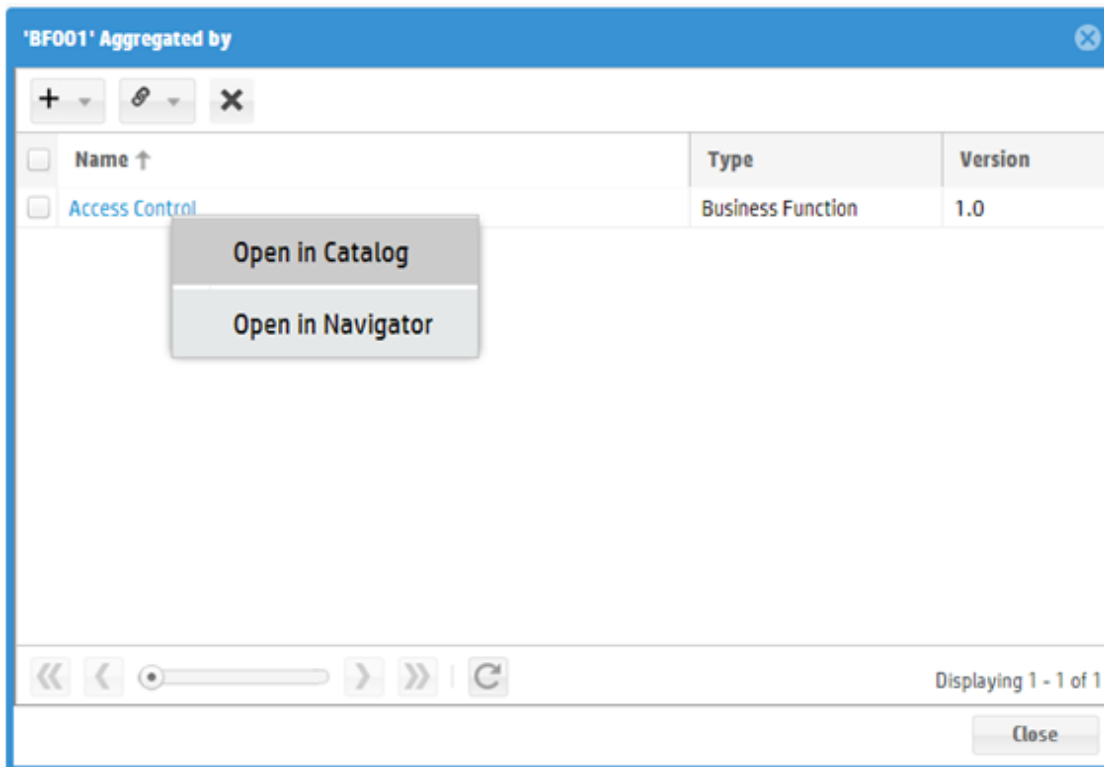 'BF001' Aggregated by
Name Type Version
Access Control Business Function 1.0
Open in Catalog
Open in Navigator
Displaying 1 - 1 of 1
Close